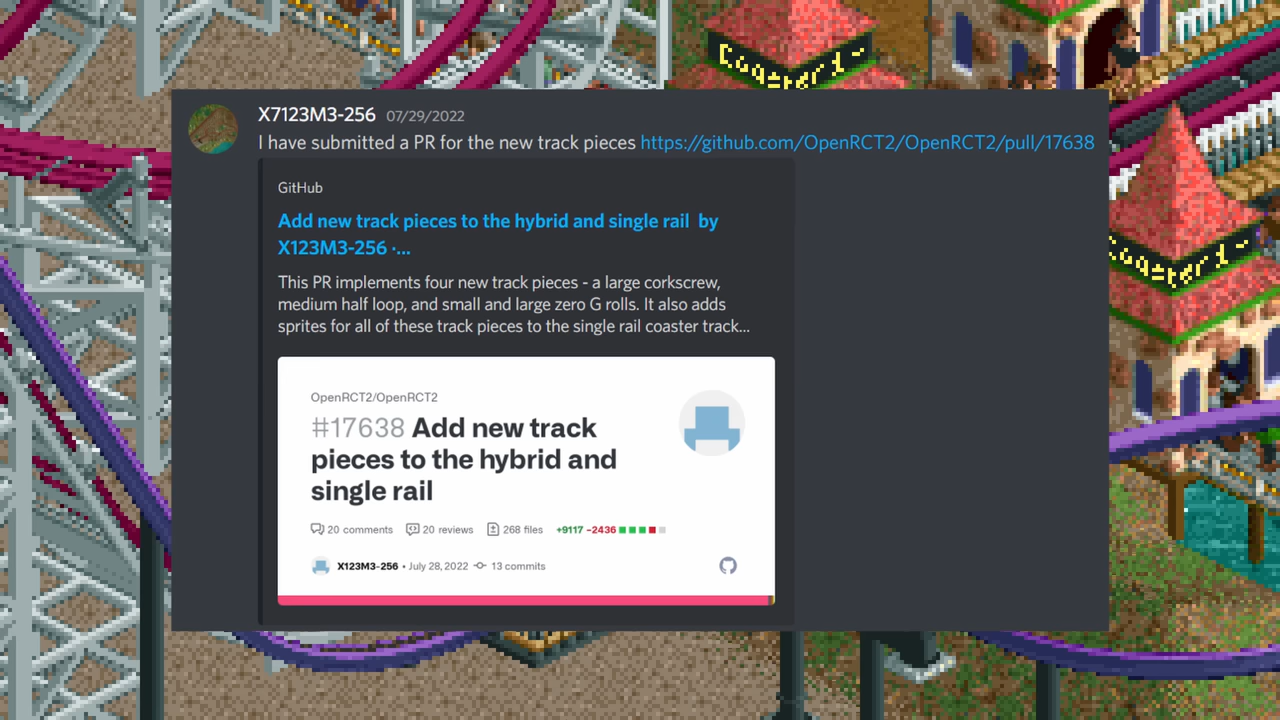 Coaster 1 -
X7123M3-256 07/29/2022
I have submitted a PR for the new track pieces https://github.com/OpenRCT2/OpenRCT2/pull/17638
GitHub
Add new track pieces to the hybrid and single rail by
X123M3-256 ·...
This PR implements four new track pieces - a large corkscrew,
medium half loop, and small and large zero G rolls. It also adds
sprites for all of these track pieces to the single rail coaster track...
OpenRCT2/OpenRCT2
#17638 Add new track
pieces to the hybrid and
single rail
20 comments 20 reviews 268 files +9117 −2436
X123M3-256 • July 28, 2022 13 commits
Coaster 1 -